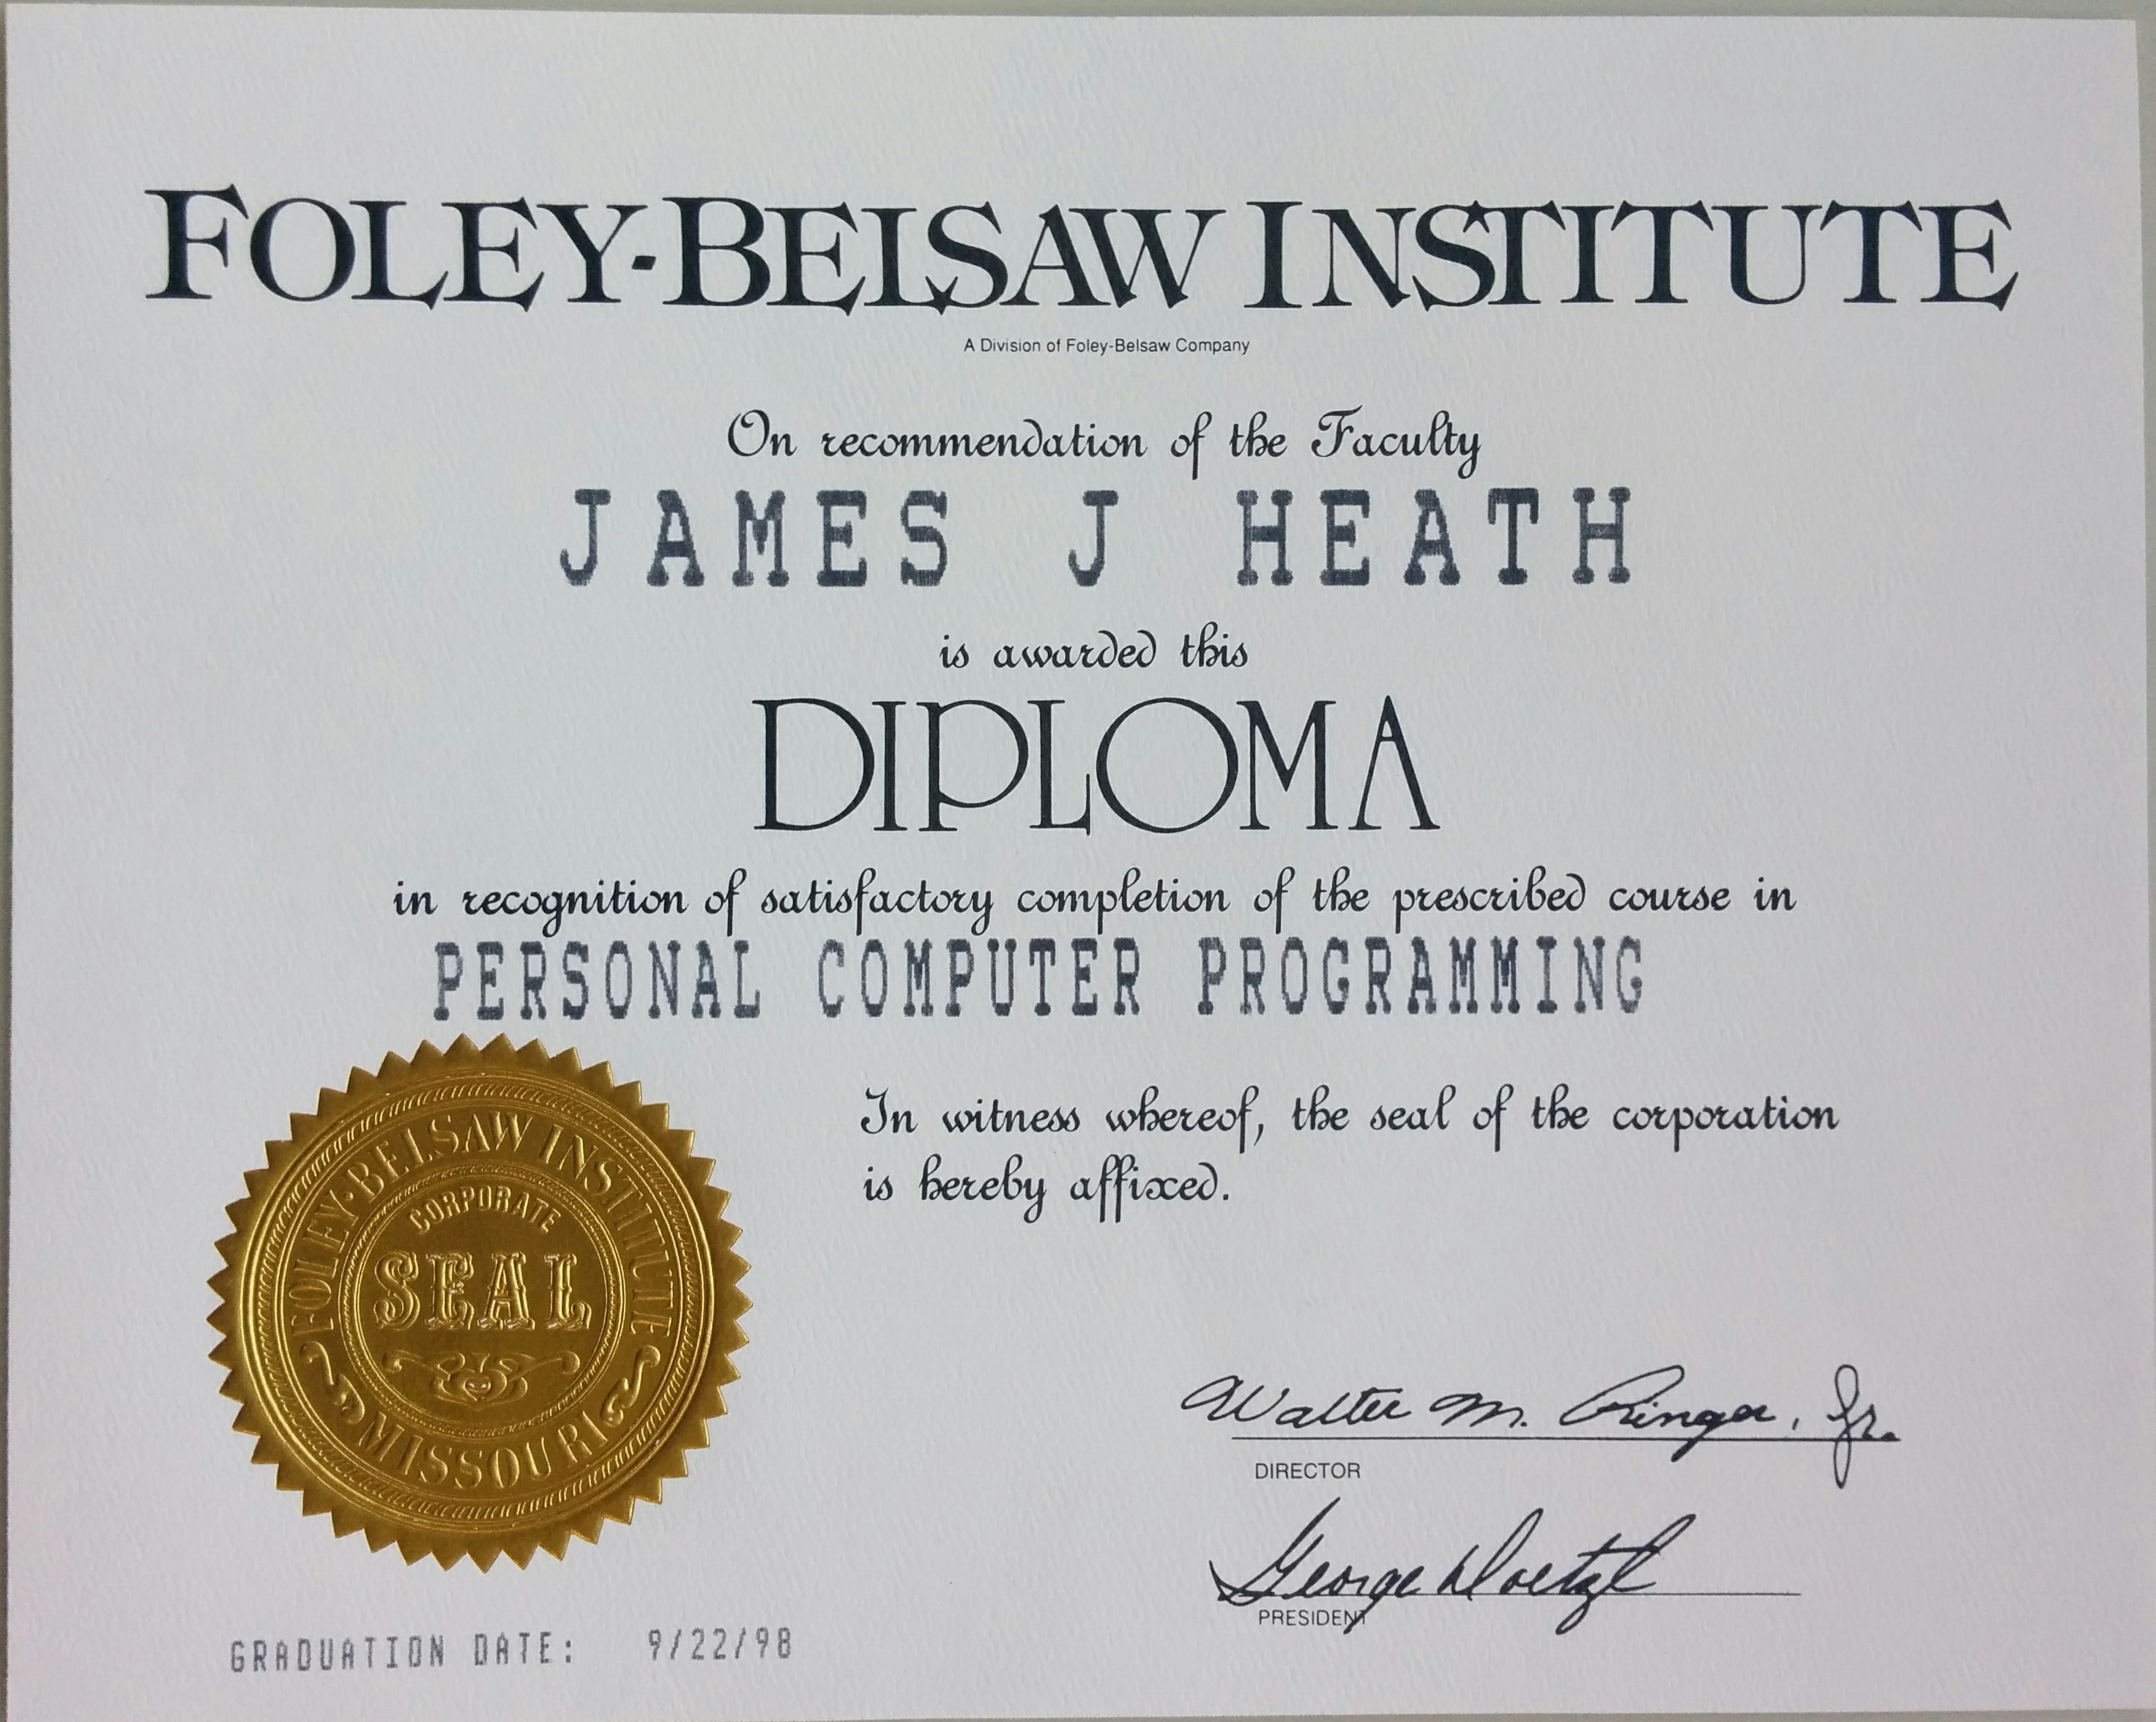 FOLEY-BELSAW INSTITUTE
A Division of Foley-Belsaw Company
On recommendation of the Faculty
JAMES J HEATH
is awarded this
DIPLOMA
in recognition of satisfactory completion of the prescribed course in
PERSONAL COMPUTER PROGRAMMING
In witness whereof, the seal of the corporation
is hereby affixed.
FOLEY-BELSAW INSTITUTE
CORPORATE
SEAL
MISSOURI
Walter M. Ringer, Jr.
DIRECTOR
George Doetzl
PRESIDENT
GRADUATION DATE: 9/22/98